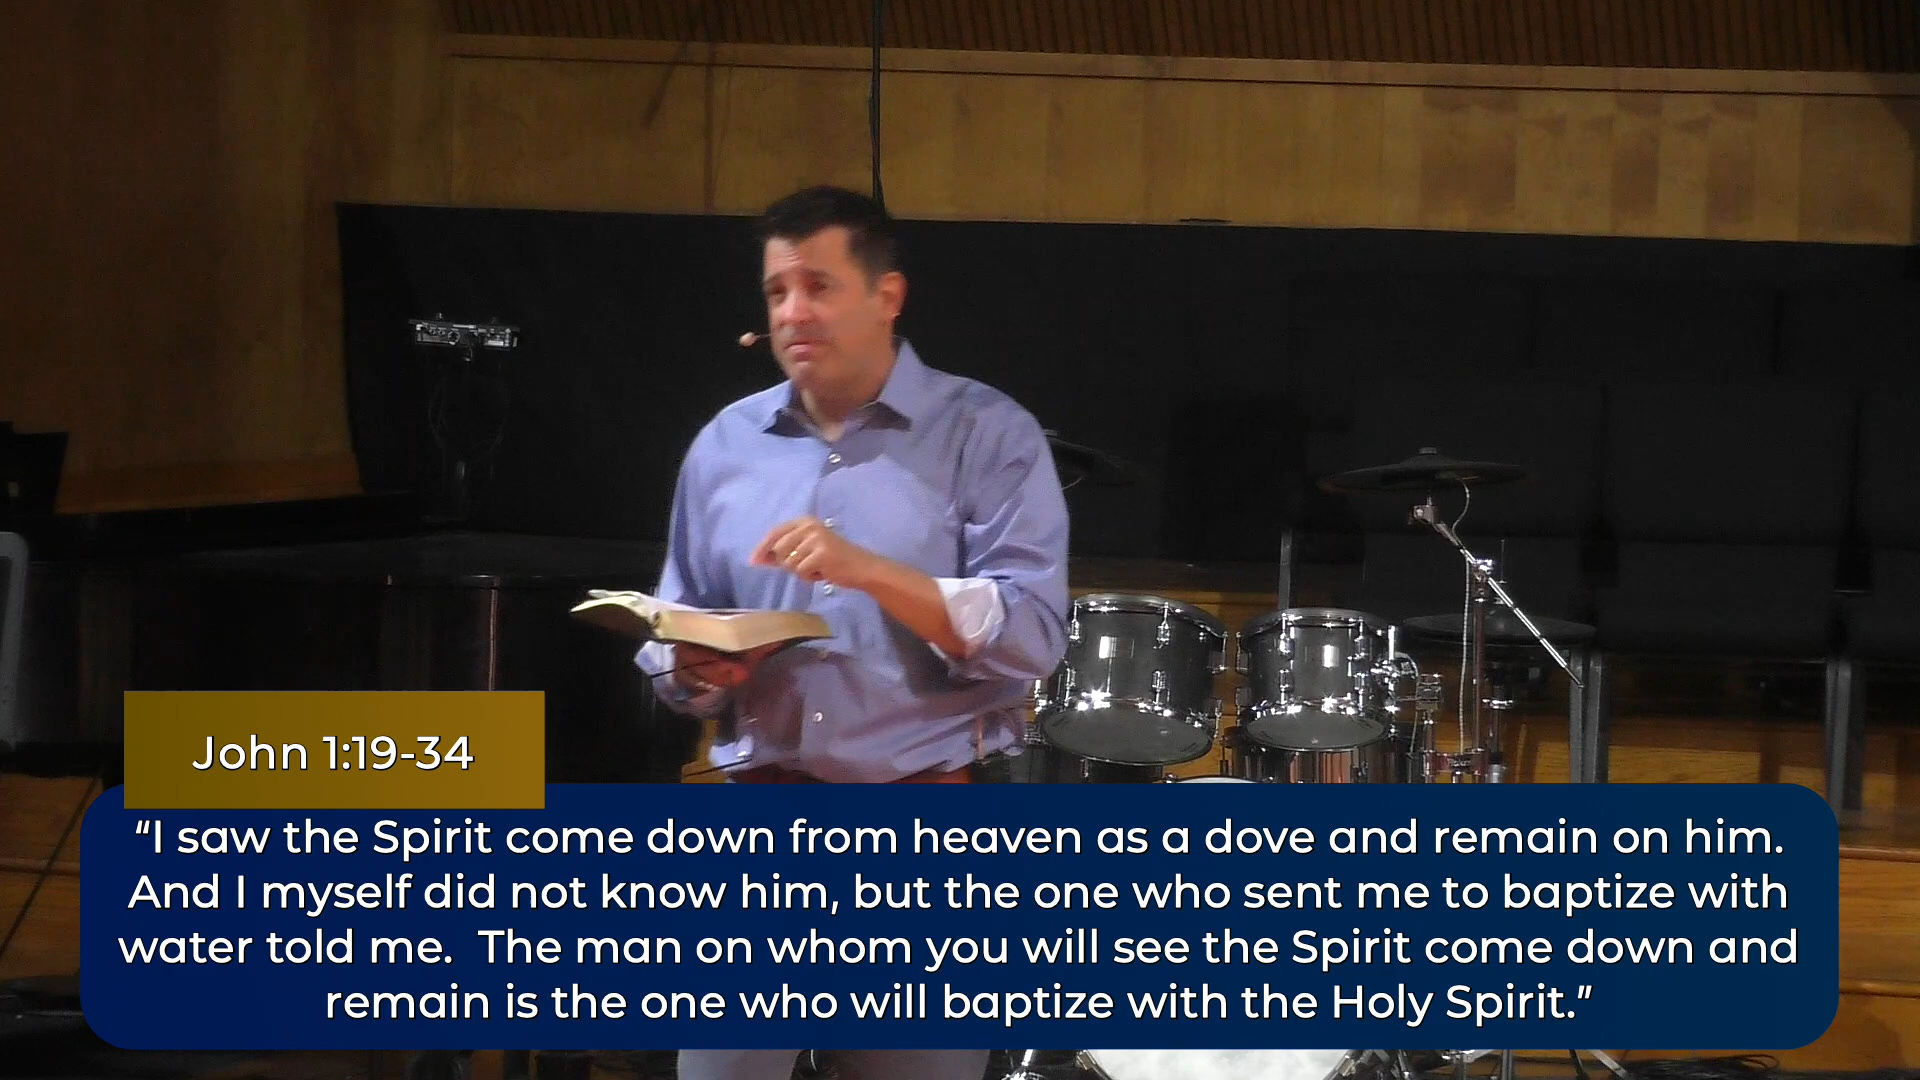 John 1:19-34
“I saw the Spirit come down from heaven as a dove and remain on him.
And I myself did not know him, but the one who sent me to baptize with
water told me.  The man on whom you will see the Spirit come down and
remain is the one who will baptize with the Holy Spirit.”